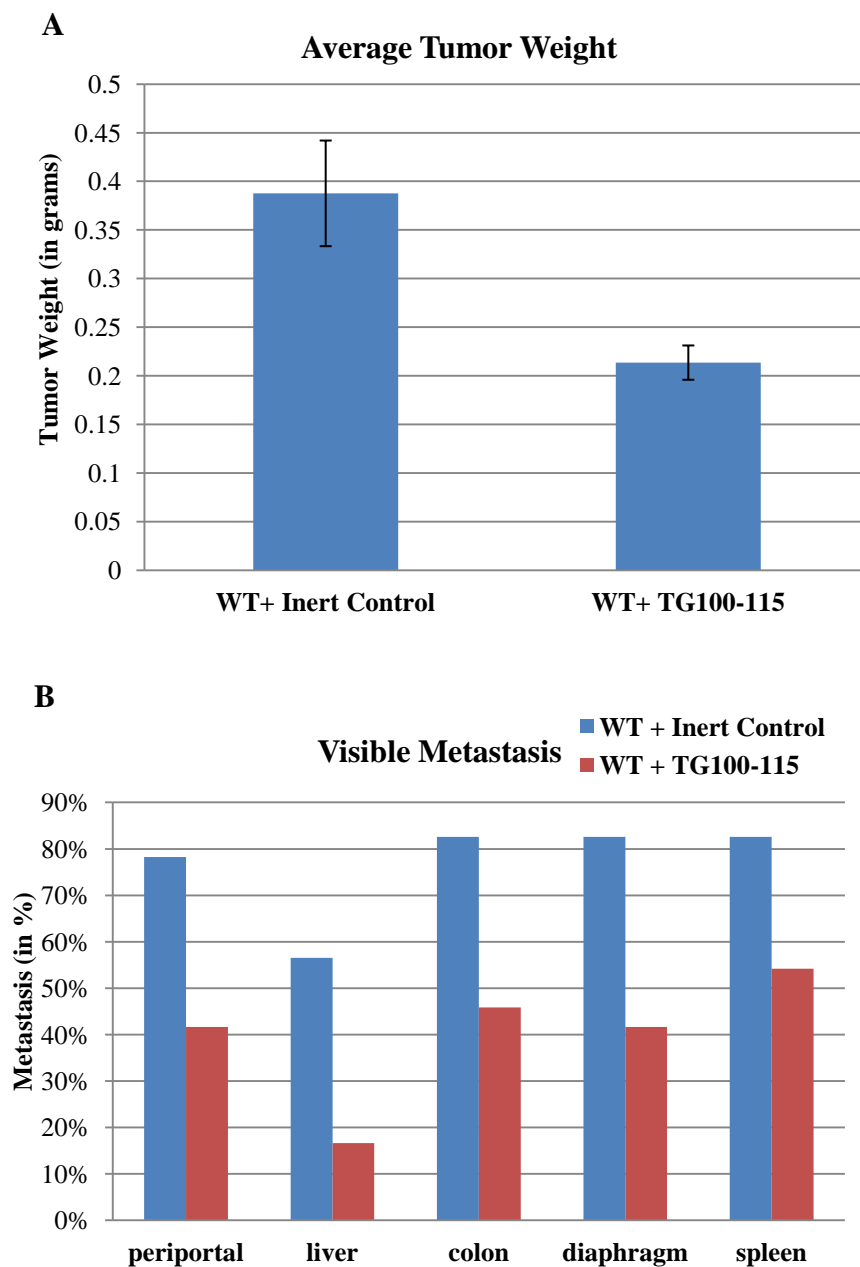 A
Average Tumor Weight
Tumor Weight (in grams)
0.5
0.45
0.4
0.35
0.3
0.25
0.2
0.15
0.1
0.05
0
WT+ Inert Control
WT+ TG100-115
B
Visible Metastasis
WT + Inert Control
WT + TG100-115
Metastasis (in %)
90%
80%
70%
60%
50%
40%
30%
20%
10%
0%
periportal
liver
colon
diaphragm
spleen